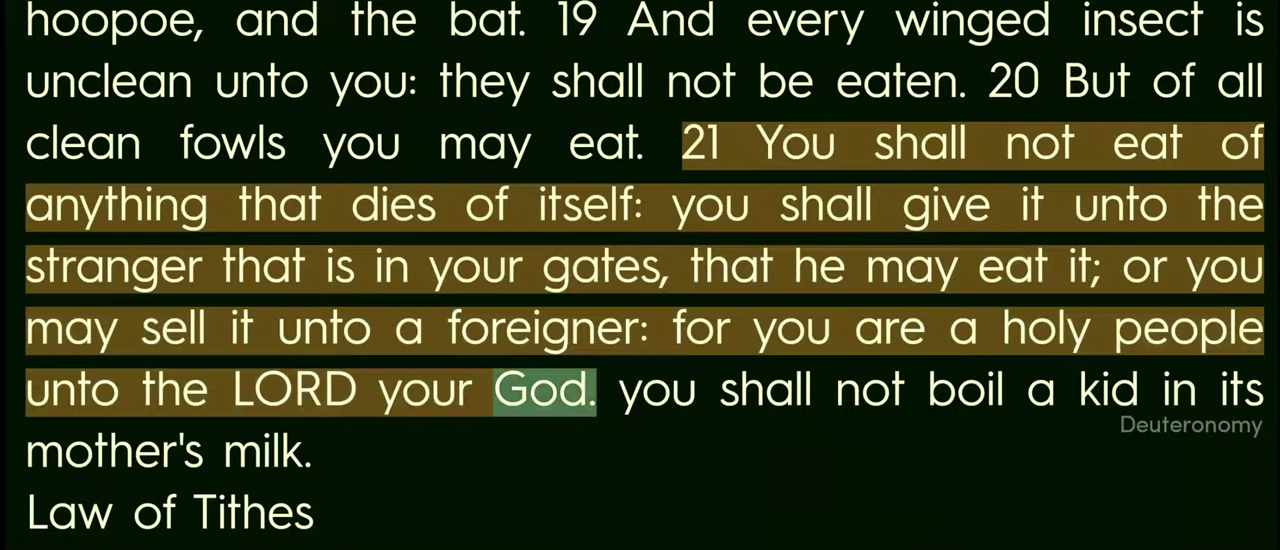 hoopoe, and the bat. 19 And every winged insect is
unclean unto you: they shall not be eaten. 20 But of all
clean fowls you may eat. 21 You shall not eat of
anything that dies of itself: you shall give it unto the
stranger that is in your gates, that he may eat it; or you
may sell it unto a foreigner: for you are a holy people
unto the LORD your God. you shall not boil a kid in its
Deuteronomy
mother's milk.
Law of Tithes